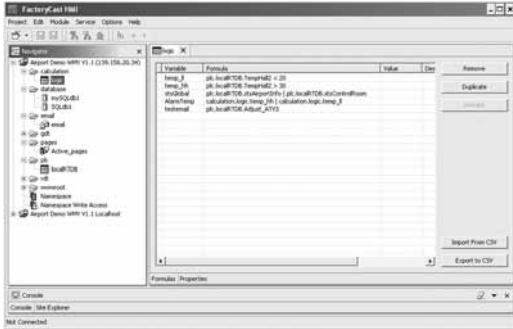 FactoryCast HMI
Project Edit Module Service Options Help
Navigator
Airport Demo WMY V1.1 (139.158.20.34)
calculation
logic
database
mySQLdb1
SQLdb1
email
email
gdt
pages
Active_pages
plc
localRTDB
wwwroot
Namespace
Namespace Write Access
Airport Demo WMY V1.1 Localhost
logic
Variable Formula Value Des
temp_ll plc.localRTDB.TempHall2 < 20
temp_hh plc.localRTDB.TempHall2 > 30
stsGlobal plc.localRTDB.stsAirportInfo | plc.localRTDB.stsControlRoom
AlarmTemp calculation.logic.temp_hh | calculation.logic.temp_ll
testemail plc.localRTDB.Adjust_ATV3
Remove
Duplicate
Import From CSV
Export to CSV
Formulas Properties
Console
Console Site Explorer
Not Connected